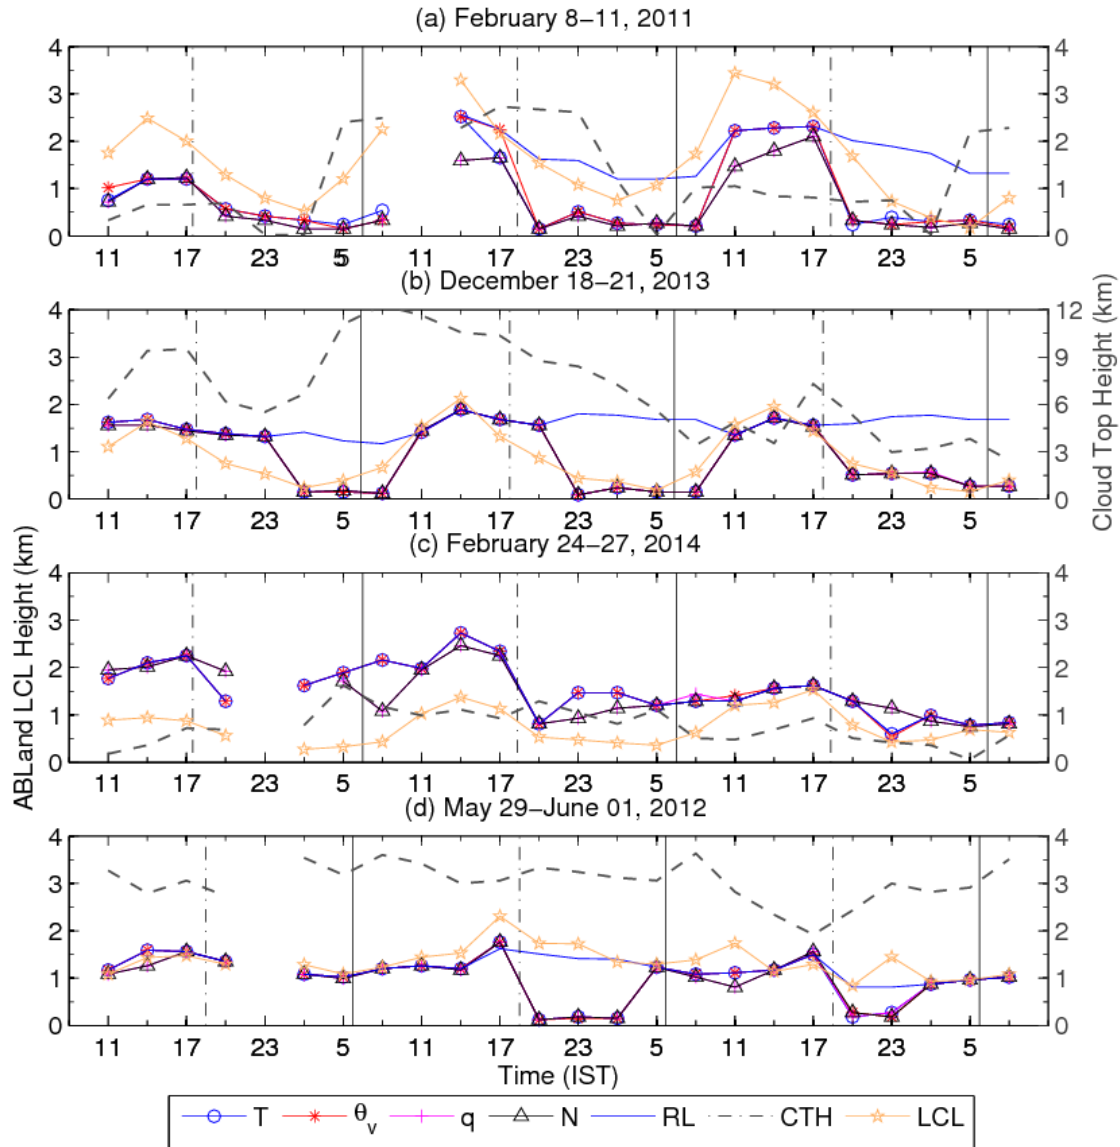 (a) February 8−11, 2011
4 4
3 3
2 2
1 1
0 0
11 17 23 5 11 17 23 5 11 17 23 5
(b) December 18−21, 2013
4 12
3 9
2 6
1 3
0 0
11 17 23 5 11 17 23 5 11 17 23 5
(c) February 24−27, 2014
4 4
3 3
2 2
1 1
0 0
11 17 23 5 11 17 23 5 11 17 23 5
(d) May 29−June 01, 2012
4 4
3 3
2 2
1 1
0 0
11 17 23 5 11 17 23 5 11 17 23 5
Time (IST)
ABLand LCL Height (km)
Cloud Top Height (km)
T θv q N RL CTH LCL